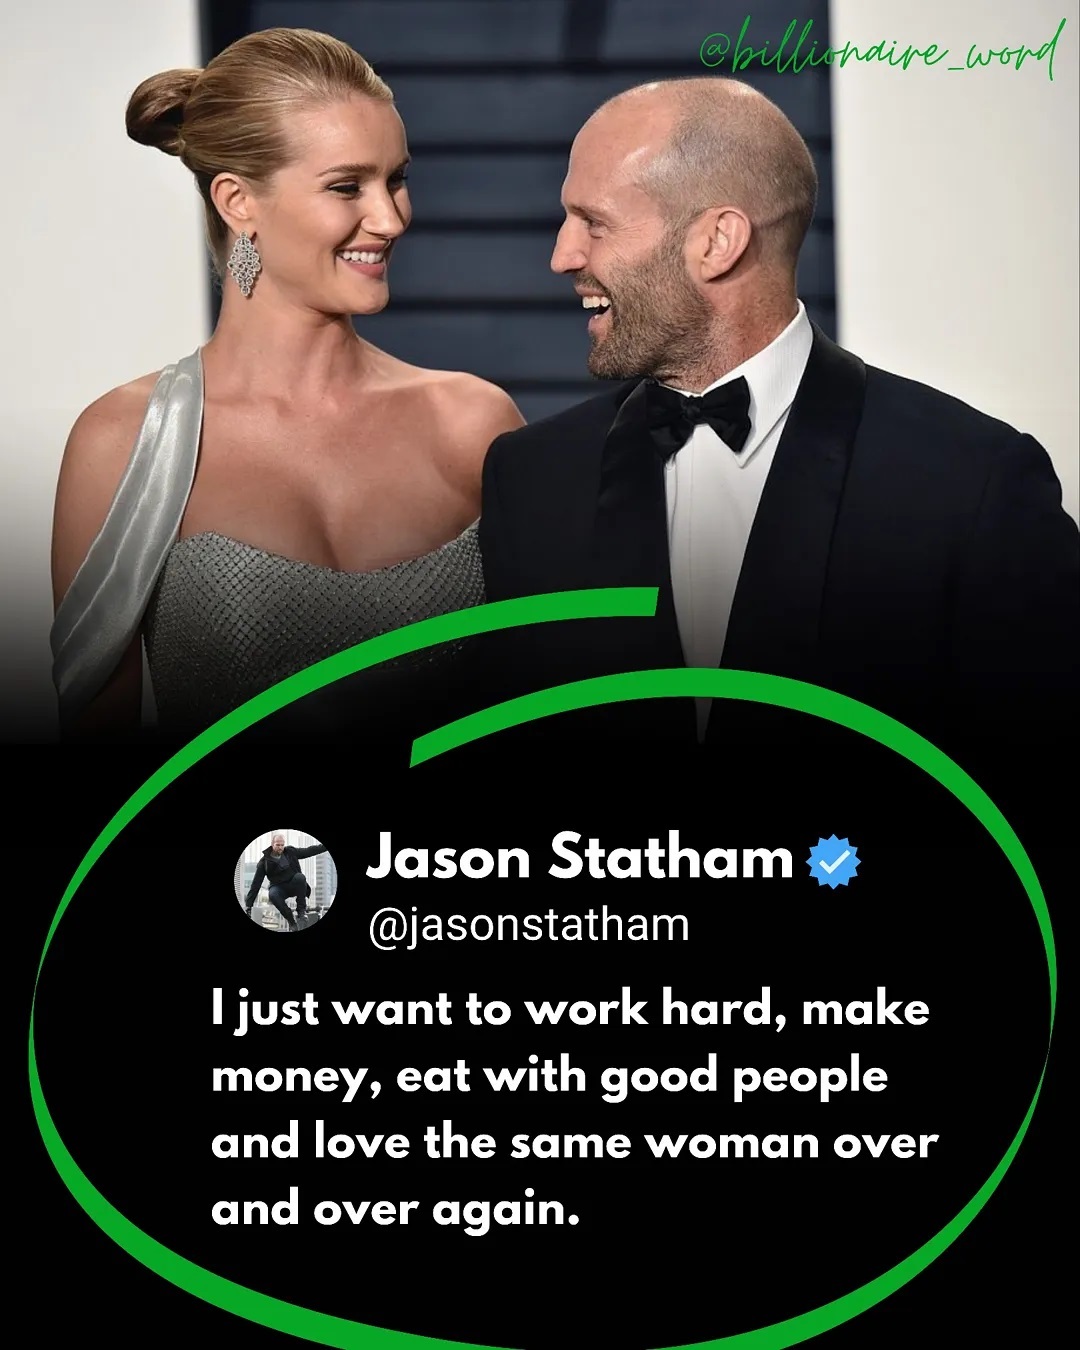 @billionaire_word
Jason Statham
@jasonstatham
I just want to work hard, make
money, eat with good people
and love the same woman over
and over again.